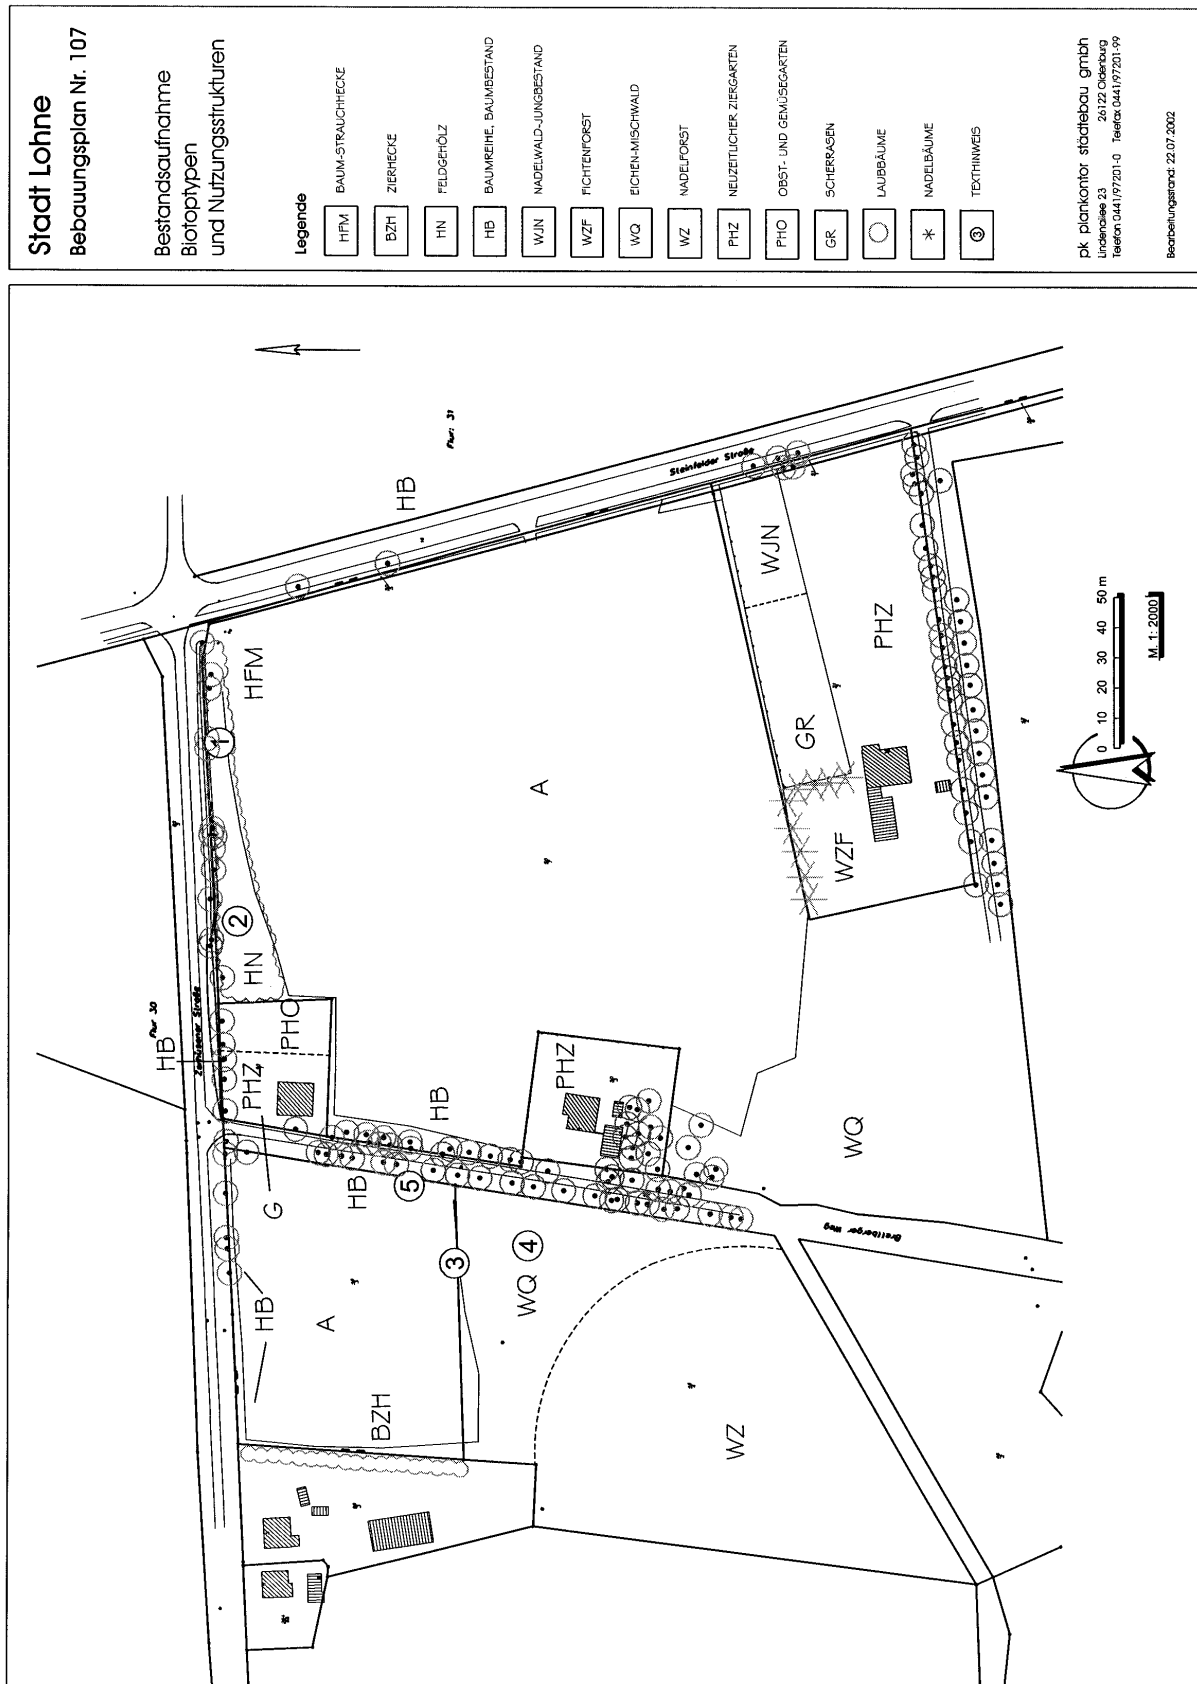 Stadt Lohne
Bebauungsplan Nr. 107
Bestandsaufnahme
Biotoptypen
und Nutzungsstrukturen
Legende
HFM BAUM-STRAUCHHECKE
BZH ZIERHECKE
HN FELDGEHÖLZ
HB BAUMREIHE, BAUMBESTAND
WJN NADELWALD-JUNGBESTAND
WZF FICHTENFORST
WQ EICHEN-MISCHWALD
WZ NADELFORST
PHZ NEUZEITLICHER ZIERGARTEN
PHO OBST- UND GEMÜSEGARTEN
GR SCHERRASEN
LAUBBÄUME
NADELBÄUME
3 TEXTHINWEIS
pk plankontor städtebau gmbh
Lindenallee 23 26122 Oldenburg
Telefon 0441/97201-0 Telefax 0441/97201-99
Bearbeitungsstand: 22.07.2002
Flur: 31
HB
Steinfelder Straße
HFM
1
2
HN
Flur 30
HB
Zerhusener Straße
PHO
PHZ
G
HB
HB
5
HB
A
BZH
3
WQ
4
A
PHZ
WJN
GR
PHZ
WZF
WQ
Brettberger Weg
WZ
0 10 20 30 40 50 m
M. 1: 2000